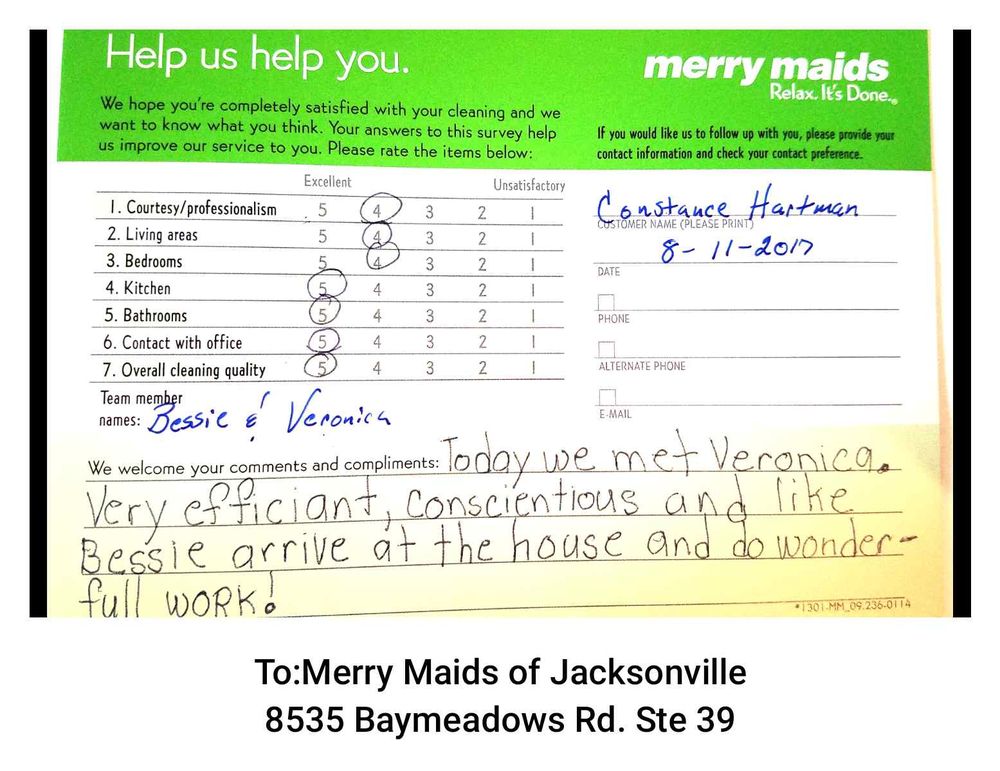 Help us help you.
merry maids
Relax. It's Done.®
We hope you're completely satisfied with your cleaning and we
want to know what you think. Your answers to this survey help
us improve our service to you. Please rate the items below:
If you would like us to follow up with you, please provide your
contact information and check your contact preference.
Excellent Unsatisfactory
1. Courtesy/professionalism 5 4 3 2 1
2. Living areas 5 4 3 2 1
3. Bedrooms 5 4 3 2 1
4. Kitchen 5 4 3 2 1
5. Bathrooms 5 4 3 2 1
6. Contact with office 5 4 3 2 1
7. Overall cleaning quality 5 4 3 2 1
Constance Hartman
CUSTOMER NAME (PLEASE PRINT)
8-11-2017
DATE
PHONE
ALTERNATE PHONE
E-MAIL
Team member
names: Bessie & Veronica
We welcome your comments and compliments: Today we met Veronica.
Very efficiant, conscientious and like
Bessie arrive at the house and do wonder-
full work!
*1301-MM_09.236-0114
To:Merry Maids of Jacksonville
8535 Baymeadows Rd. Ste 39